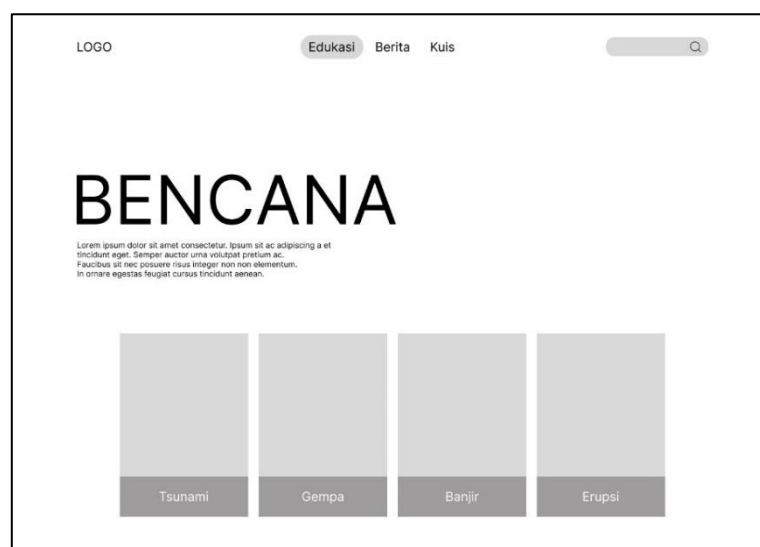 LOGO
Edukasi
Berita
Kuis
BENCANA
Lorem ipsum dolor sit amet consectetur. Ipsum sit ac adipiscing a et
tincidunt eget. Semper auctor urna volutpat pretium ac.
Faucibus sit nec posuere risus integer non non elementum.
In ornare egestas feugiat cursus tincidunt aenean.
Tsunami
Gempa
Banjir
Erupsi